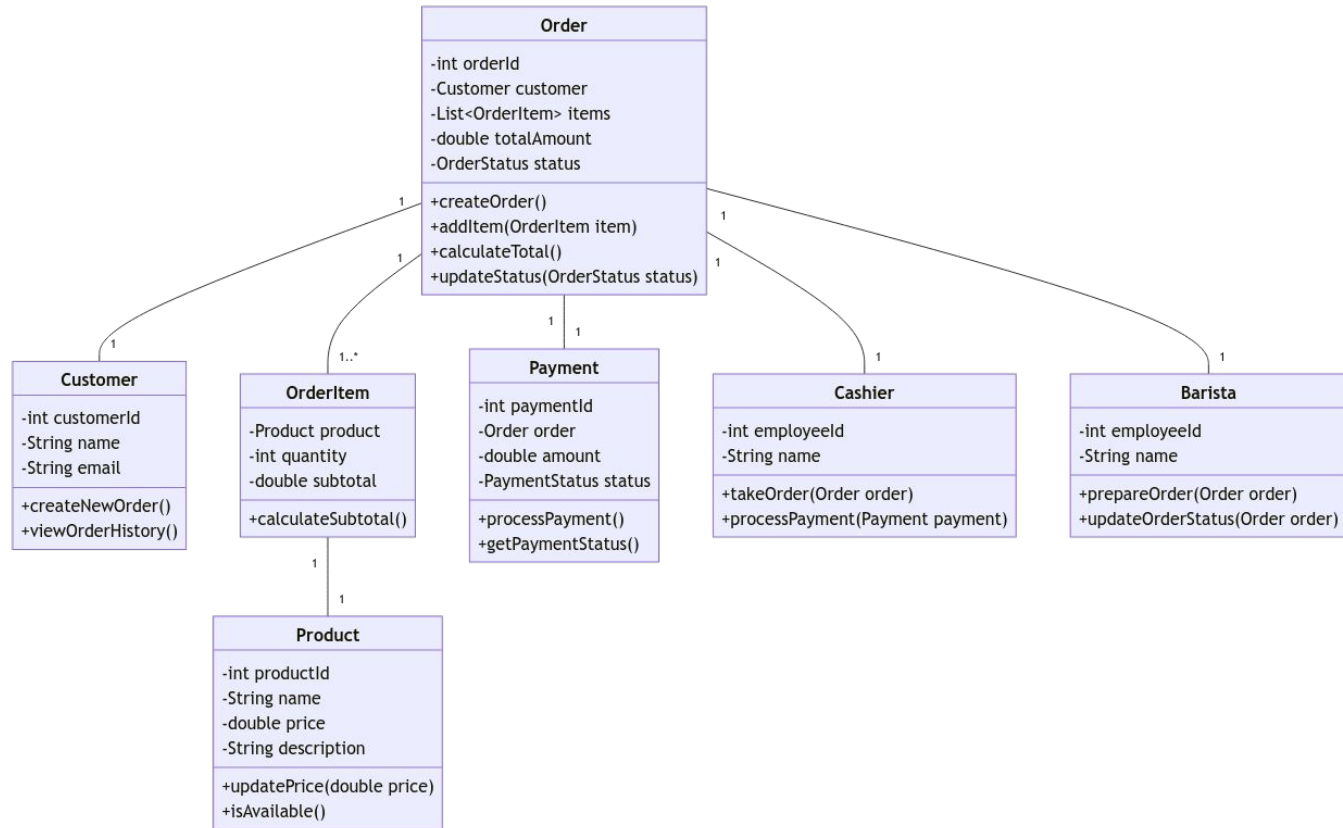 Order
-int orderId
-Customer customer
-List<OrderItem> items
-double totalAmount
-OrderStatus status
+createOrder()
+addItem(OrderItem item)
+calculateTotal()
+updateStatus(OrderStatus status)
1
1
1
1
1
1
1..*
1
1
1
Customer
-int customerId
-String name
-String email
+createNewOrder()
+viewOrderHistory()
OrderItem
-Product product
-int quantity
-double subtotal
+calculateSubtotal()
Payment
-int paymentId
-Order order
-double amount
-PaymentStatus status
+processPayment()
+getPaymentStatus()
Cashier
-int employeeId
-String name
+takeOrder(Order order)
+processPayment(Payment payment)
Barista
-int employeeId
-String name
+prepareOrder(Order order)
+updateOrderStatus(Order order)
1
1
Product
-int productId
-String name
-double price
-String description
+updatePrice(double price)
+isAvailable()